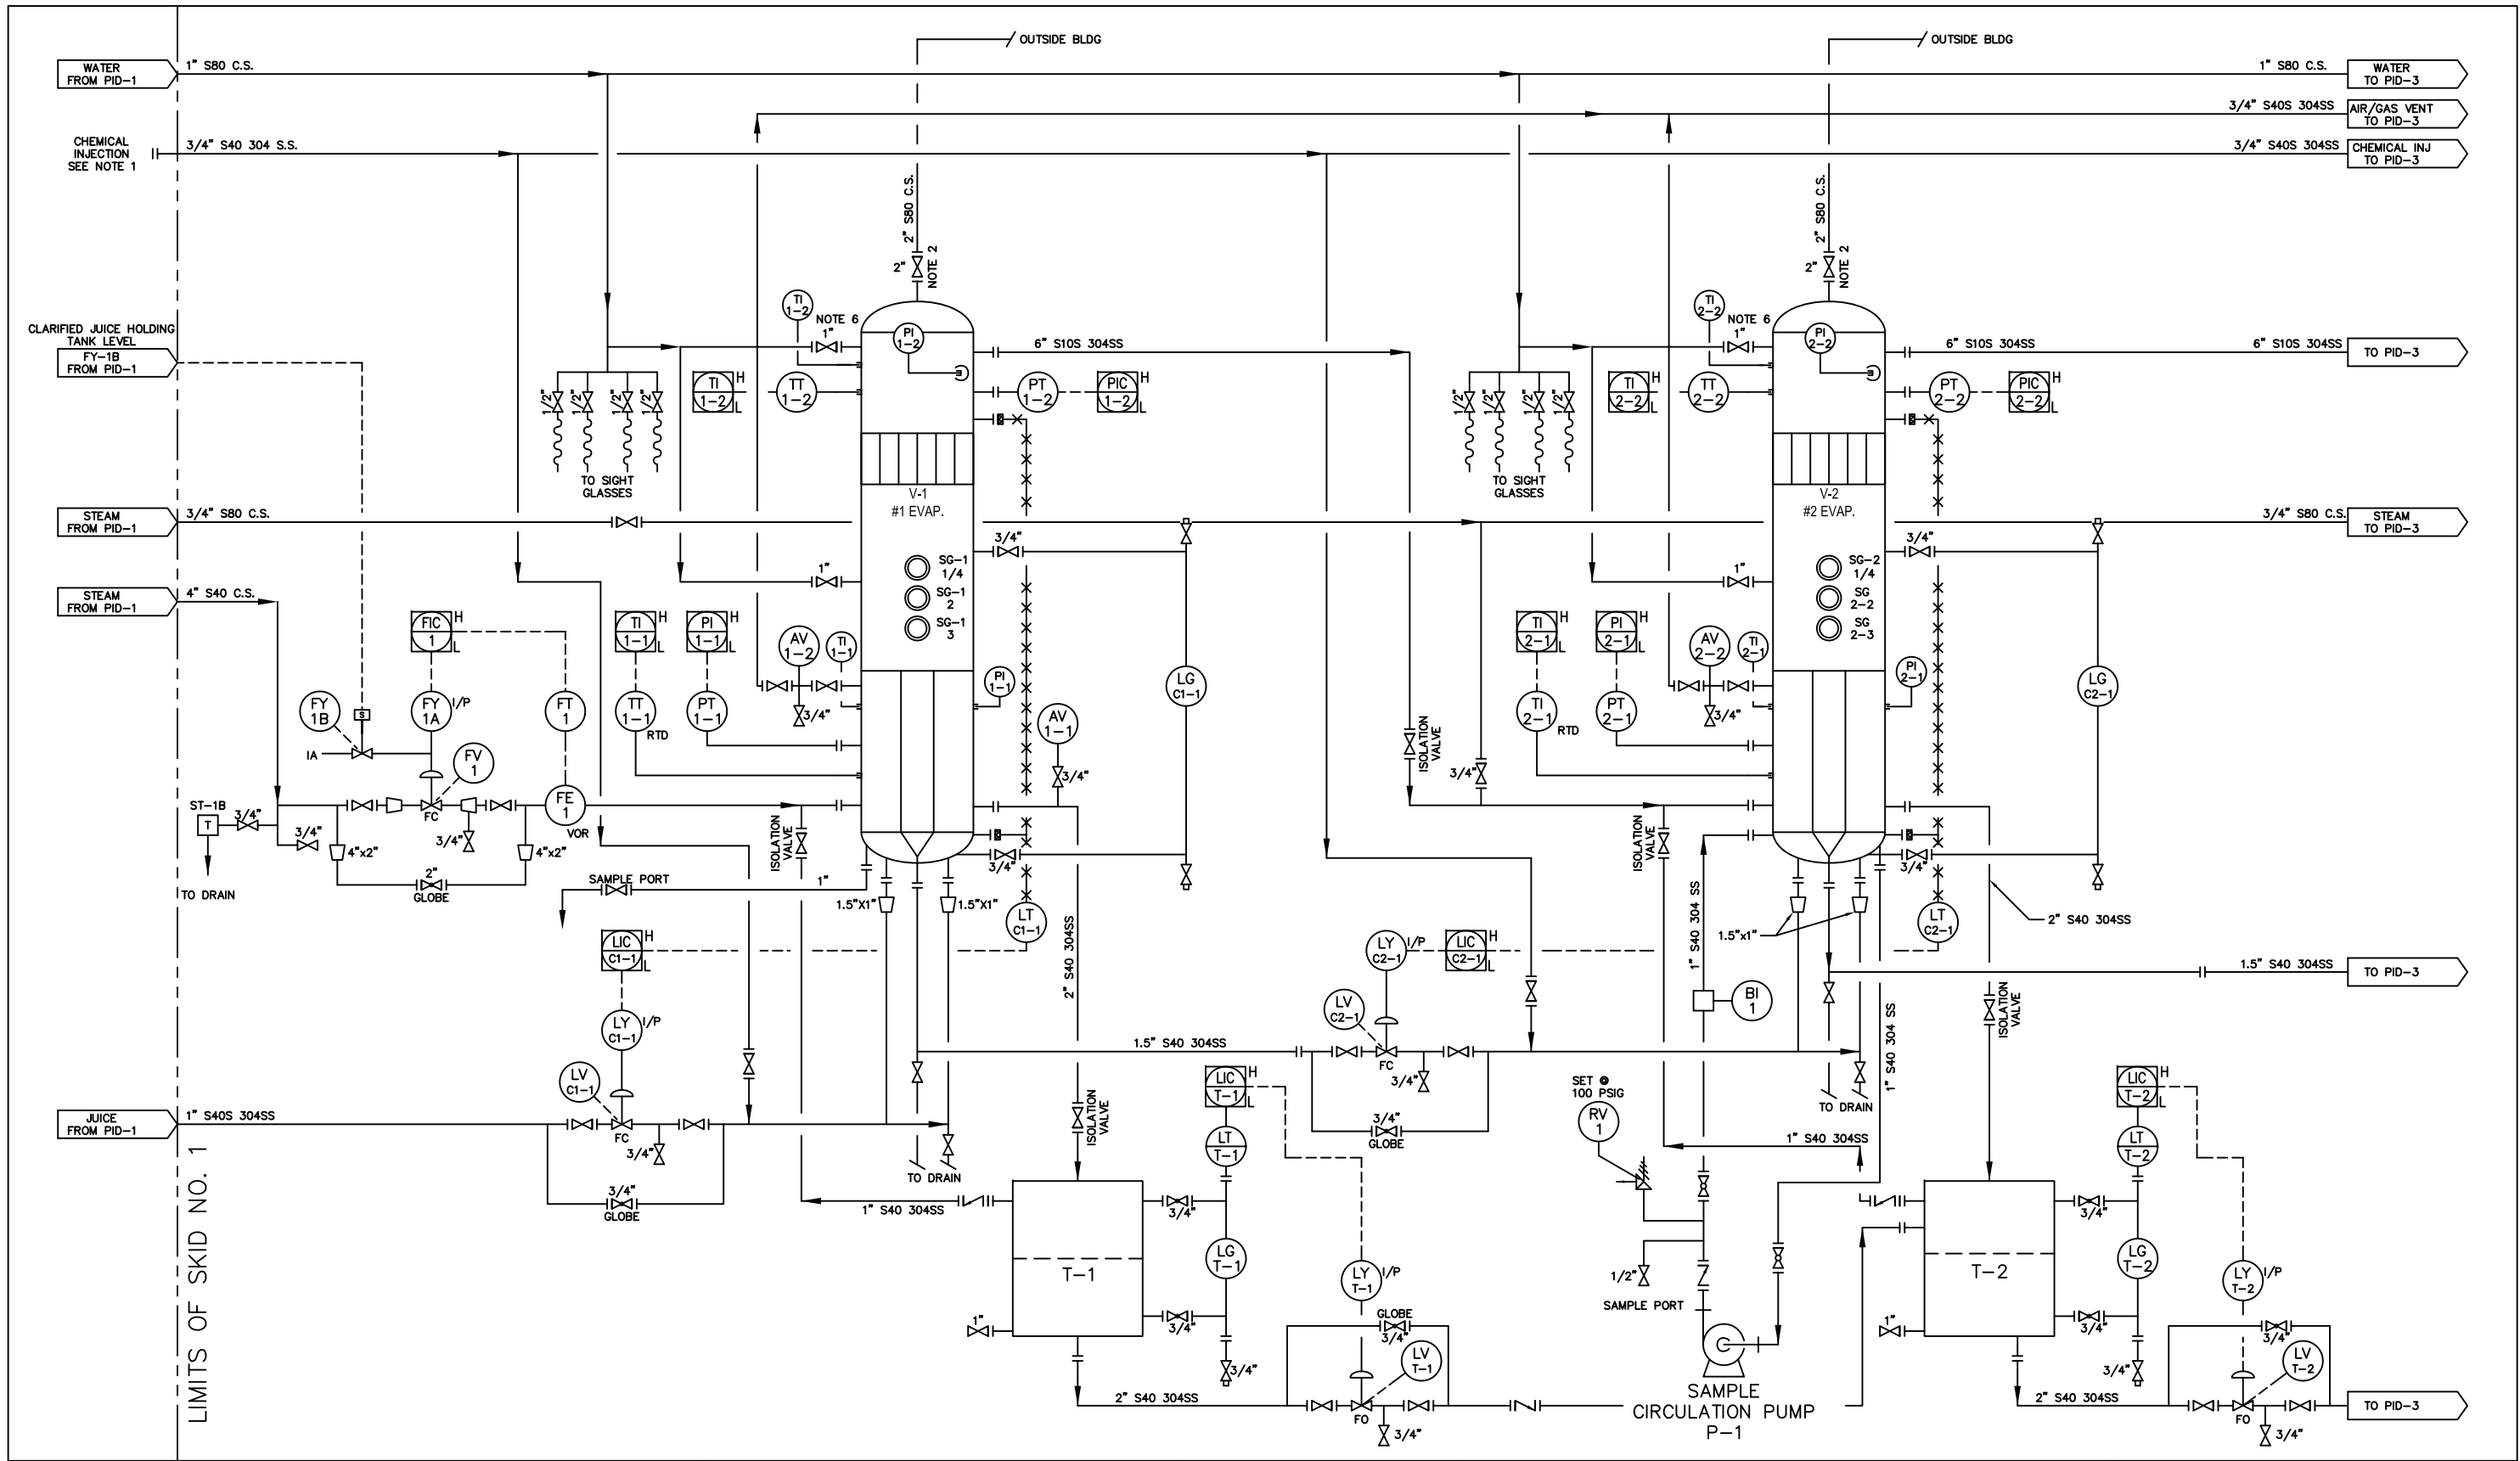 OUTSIDE BLDG
OUTSIDE BLDG
WATER
FROM PID-1
1" S80 C.S.
1" S80 C.S.
WATER
TO PID-3
3/4" S40S 304SS
AIR/GAS VENT
TO PID-3
CHEMICAL
INJECTION
SEE NOTE 1
3/4" S40 304 S.S.
3/4" S40S 304SS
CHEMICAL INJ
TO PID-3
2" S80 C.S.
2"
NOTE 2
2" S80 C.S.
2"
NOTE 2
CLARIFIED JUICE HOLDING
TANK LEVEL
FY-1B
FROM PID-1
TI
1-2
NOTE 6
1"
PI
1-2
6" S10S 304SS
TI
2-2
NOTE 6
1"
PI
2-2
6" S10S 304SS
6" S10S 304SS
TO PID-3
1/2"
1/2"
1/2"
1/2"
TO SIGHT
GLASSES
TI
1-2
H
L
TT
1-2
PT
1-2
PIC
1-2
H
L
1/2"
1/2"
1/2"
1/2"
TO SIGHT
GLASSES
TI
2-2
H
L
TT
2-2
PT
2-2
PIC
2-2
H
L
V-1
#1 EVAP.
V-2
#2 EVAP.
STEAM
FROM PID-1
3/4" S80 C.S.
3/4" S80 C.S.
STEAM
TO PID-3
3/4"
3/4"
1"
SG-1
1/4
SG-1
2
SG-1
3
1"
SG-2
1/4
SG
2-2
SG
2-3
STEAM
FROM PID-1
4" S40 C.S.
FIC
1
H
L
TI
1-1
H
L
PI
1-1
H
L
AV
1-2
TI
1-1
PI
1-1
LG
C1-1
TI
2-1
H
L
PI
2-1
H
L
AV
2-2
TI
2-1
PI
2-1
LG
C2-1
FY
1B
S
FY
1A
I/P
FT
1
TT
1-1
RTD
PT
1-1
3/4"
AV
1-1
3/4"
ISOLATION
VALVE
3/4"
TI
2-1
RTD
PT
2-1
3/4"
IA
FV
1
FC
3/4"
FE
1
VOR
ST-1B
T
3/4"
3/4"
4"x2"
4"x2"
2"
GLOBE
TO DRAIN
ISOLATION
VALVE
SAMPLE PORT
1"
1.5"X1"
1.5"X1"
3/4"
LT
C1-1
ISOLATION
VALVE
3/4"
LT
C2-1
1.5"x1"
2" S40 304SS
2" S40 304SS
1" S40 304 SS
LIC
C1-1
H
L
LY
C2-1
I/P
LIC
C2-1
H
L
1.5" S40 304SS
TO PID-3
BI
1
LY
C1-1
I/P
LV
C2-1
FC
3/4"
3/4"
GLOBE
1.5" S40 304SS
ISOLATION
VALVE
1" S40 304 SS
TO DRAIN
LV
C1-1
FC
3/4"
3/4"
GLOBE
JUICE
FROM PID-1
1" S40S 304SS
ISOLATION
VALVE
TO DRAIN
LIC
T-1
H
L
LT
T-1
SET @
100 PSIG
RV
1
1" S40 304SS
LIC
T-2
H
L
LT
T-2
1" S40 304SS
T-1
3/4"
LG
T-1
3/4"
1"
3/4"
LY
T-1
I/P
1/2"
SAMPLE PORT
T-2
3/4"
LG
T-2
3/4"
1"
3/4"
LY
T-2
I/P
GLOBE
3/4"
LV
T-1
3/4"
LV
T-2
2" S40 304SS
FO
3/4"
SAMPLE
CIRCULATION PUMP
P-1
2" S40 304SS
FO
3/4"
TO PID-3
LIMITS OF SKID NO. 1